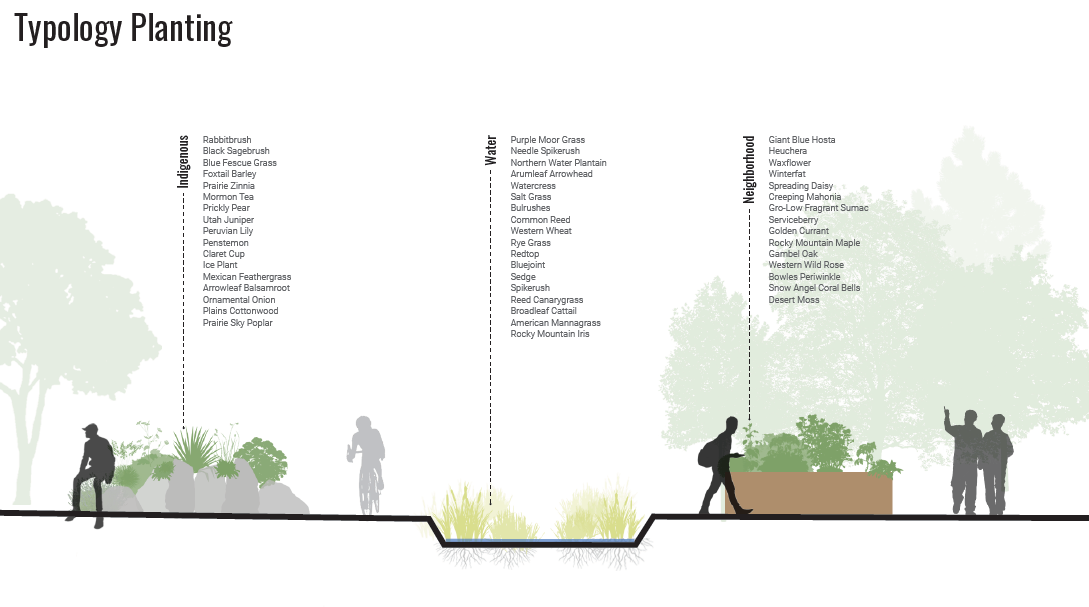 Typology Planting
Indigenous
Rabbitbrush
Black Sagebrush
Blue Fescue Grass
Foxtail Barley
Prairie Zinnia
Mormon Tea
Prickly Pear
Utah Juniper
Peruvian Lily
Penstemon
Claret Cup
Ice Plant
Mexican Feathergrass
Arrowleaf Balsamroot
Ornamental Onion
Plains Cottonwood
Prairie Sky Poplar
Water
Purple Moor Grass
Needle Spikerush
Northern Water Plantain
Arumleaf Arrowhead
Watercress
Salt Grass
Bulrushes
Common Reed
Western Wheat
Rye Grass
Redtop
Bluejoint
Sedge
Spikerush
Reed Canarygrass
Broadleaf Cattail
American Mannagrass
Rocky Mountain Iris
Neighborhood
Giant Blue Hosta
Heuchera
Waxflower
Winterfat
Spreading Daisy
Creeping Mahonia
Gro-Low Fragrant Sumac
Serviceberry
Golden Currant
Rocky Mountain Maple
Gambel Oak
Western Wild Rose
Bowles Periwinkle
Snow Angel Coral Bells
Desert Moss